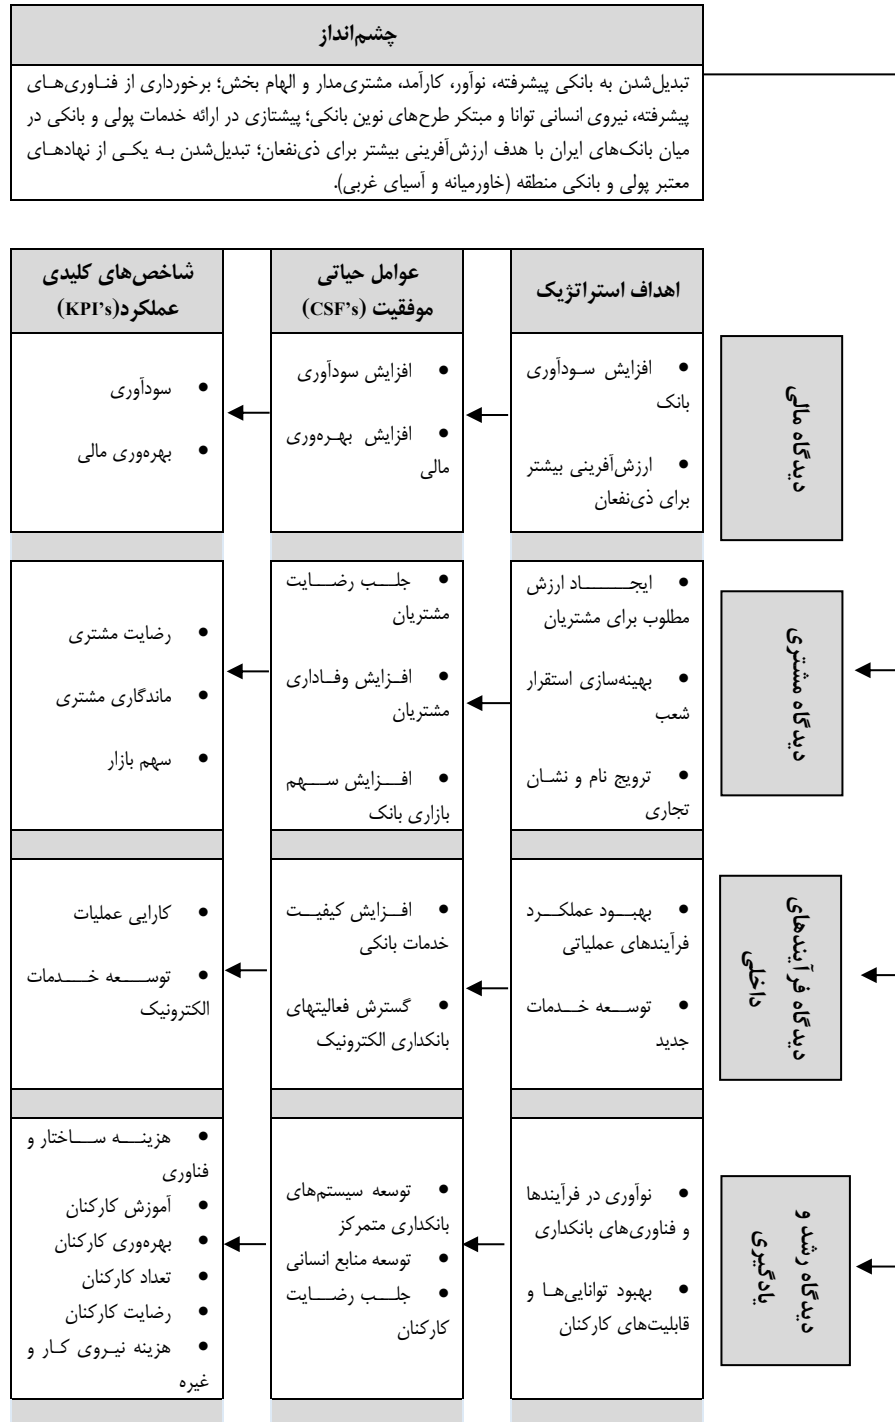 چشم‌انداز
تبدیل‌شدن به بانکی پیشرفته، نوآور، کارآمد، مشتری‌مدار و الهام بخش؛ برخورداری از فناوری‌های
پیشرفته، نیروی انسانی توانا و مبتکر طرح‌های نوین بانکی؛ پیشتازی در ارائه خدمات پولی و بانکی در
میان بانک‌های ایران با هدف ارزش‌آفرینی بیشتر برای ذی‌نفعان؛ تبدیل‌شدن به یکی از نهادهای
معتبر پولی و بانکی منطقه (خاورمیانه و آسیای غربی).
اهداف استراتژیک
عوامل حیاتی
موفقیت (CSF's)
شاخص‌های کلیدی
عملکرد(KPI's)
دیدگاه مالی
● افزایش سودآوری
بانک
● ارزش‌آفرینی بیشتر
برای ذی‌نفعان
● افزایش سودآوری
● افزایش بهره‌وری
مالی
● سودآوری
● بهره‌وری مالی
دیدگاه مشتری
● ایجاد ارزش
مطلوب برای مشتریان
● بهینه‌سازی استقرار
شعب
● ترویج نام و نشان
تجاری
● جلب رضایت
مشتریان
● افزایش وفاداری
مشتریان
● افزایش سهم
بازاری بانک
● رضایت مشتری
● ماندگاری مشتری
● سهم بازار
دیدگاه فرآیندهای
داخلی
● بهبود عملکرد
فرآیندهای عملیاتی
● توسعه خدمات
جدید
● افزایش کیفیت
خدمات بانکی
● گسترش فعالیتهای
بانکداری الکترونیک
● کارایی عملیات
● توسعه خدمات
الکترونیک
دیدگاه رشد و
یادگیری
● نوآوری در فرآیندها
و فناوری‌های بانکداری
● بهبود توانایی‌ها و
قابلیت‌های کارکنان
● توسعه سیستم‌های
بانکداری متمرکز
● توسعه منابع انسانی
● جلب رضایت
کارکنان
● هزینه ساختار و
فناوری
● آموزش کارکنان
● بهره‌وری کارکنان
● تعداد کارکنان
● رضایت کارکنان
● هزینه نیروی کار و
غیره